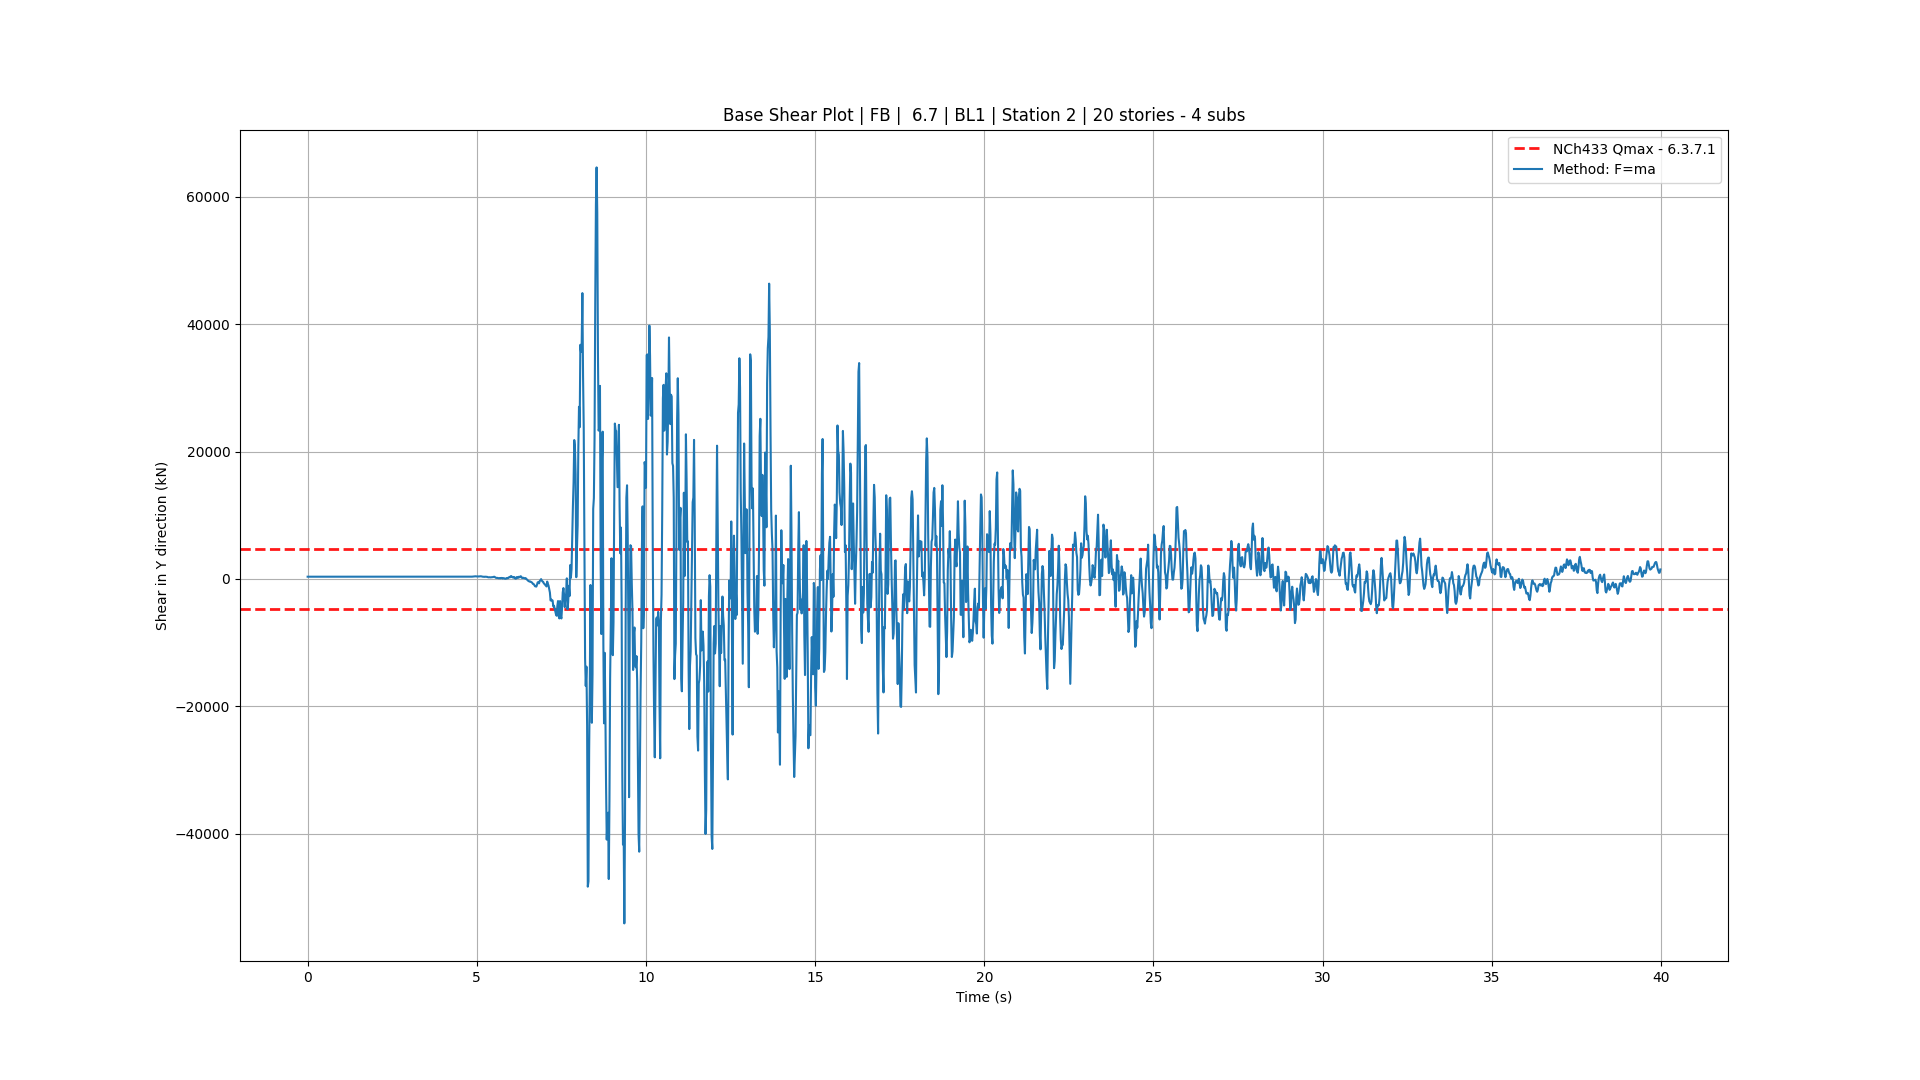 Base Shear Plot | FB |  6.7 | BL1 | Station 2 | 20 stories - 4 subs
NCh433 Qmax - 6.3.7.1
Method: F=ma
60000
40000
20000
0
−20000
−40000
Shear in Y direction (kN)
0 5 10 15 20 25 30 35 40
Time (s)